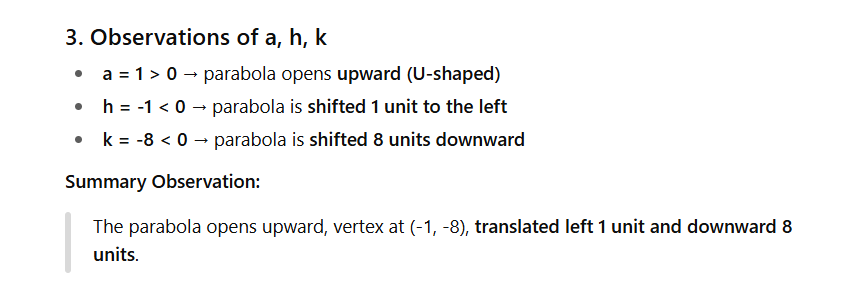 3. Observations of a, h, k
• a = 1 > 0 → parabola opens upward (U-shaped)
• h = -1 < 0 → parabola is shifted 1 unit to the left
• k = -8 < 0 → parabola is shifted 8 units downward
Summary Observation:
The parabola opens upward, vertex at (-1, -8), translated left 1 unit and downward 8
units.